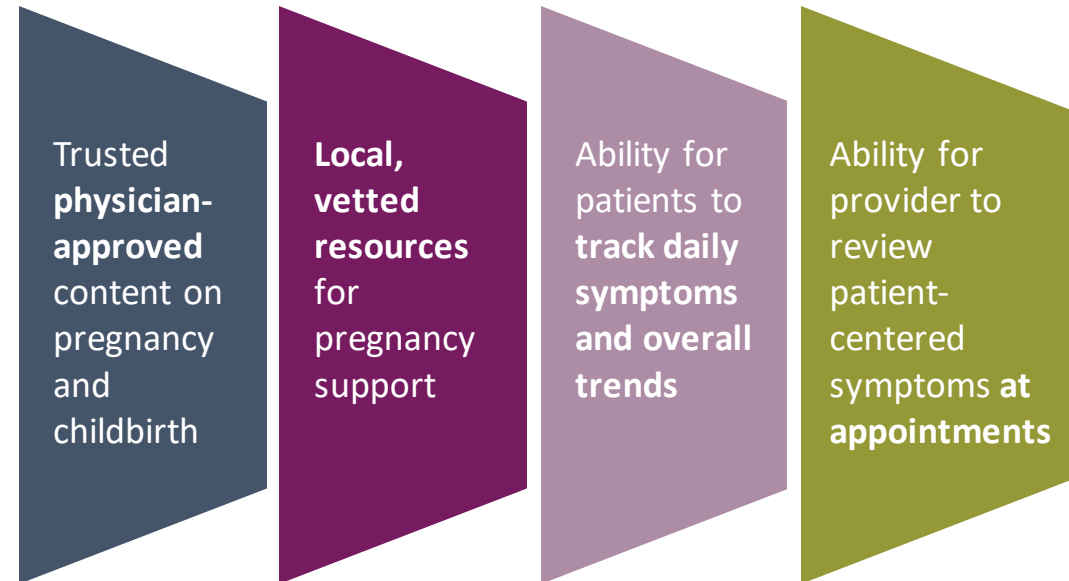 Trusted
physician-
approved
content on
pregnancy
and
childbirth
Local,
vetted
resources
for
pregnancy
support
Ability for
patients to
track daily
symptoms
and overall
trends
Ability for
provider to
review
patient-
centered
symptoms at
appointments